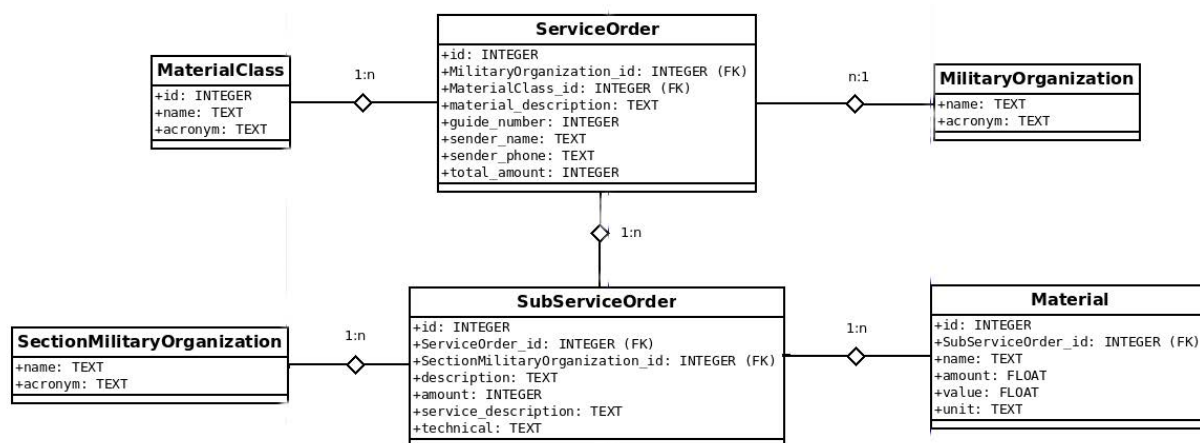 ServiceOrder
+id: INTEGER
+MilitaryOrganization_id: INTEGER (FK)
+MaterialClass_id: INTEGER (FK)
+material_description: TEXT
+guide_number: INTEGER
+sender_name: TEXT
+sender_phone: TEXT
+total_amount: INTEGER
MaterialClass
+id: INTEGER
+name: TEXT
+acronym: TEXT
1:n
n:1
MilitaryOrganization
+name: TEXT
+acronym: TEXT
1:n
SubServiceOrder
+id: INTEGER
+ServiceOrder_id: INTEGER (FK)
+SectionMilitaryOrganization_id: INTEGER (FK)
+description: TEXT
+amount: INTEGER
+service_description: TEXT
+technical: TEXT
SectionMilitaryOrganization
+name: TEXT
+acronym: TEXT
1:n
1:n
Material
+id: INTEGER
+SubServiceOrder_id: INTEGER (FK)
+name: TEXT
+amount: FLOAT
+value: FLOAT
+unit: TEXT